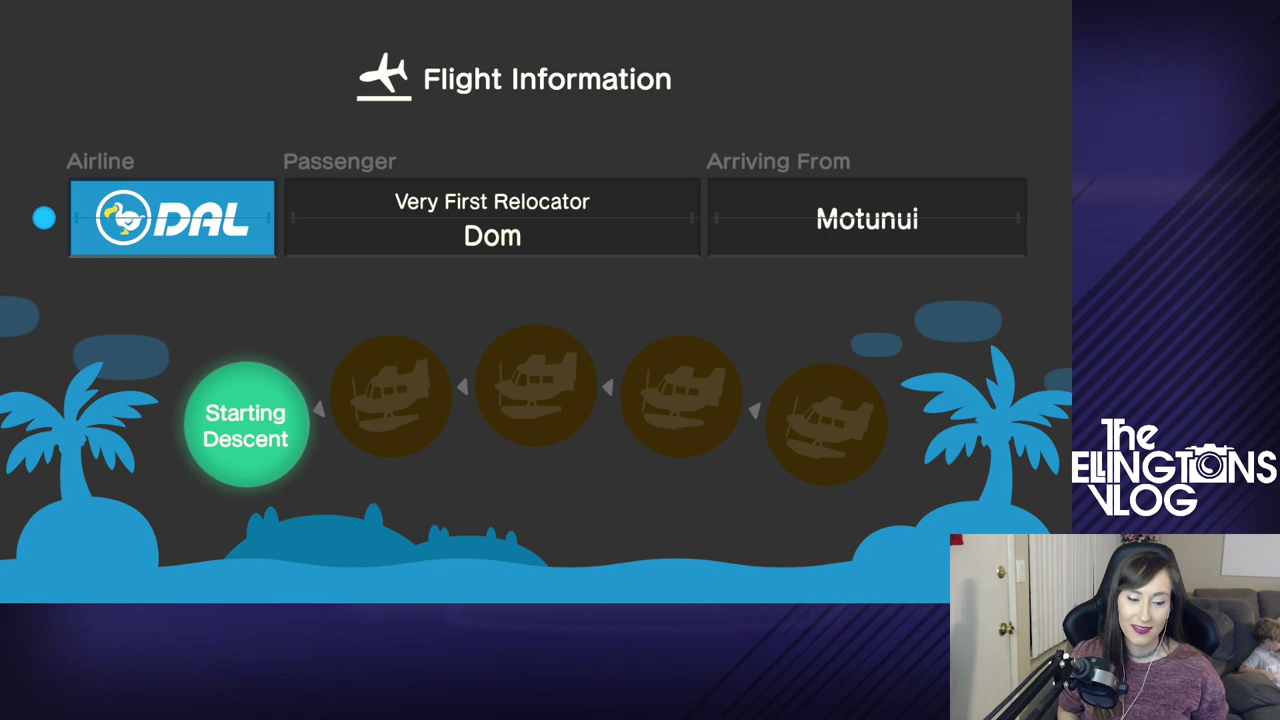 Flight Information
Airline
Passenger
Arriving From
DAL
Very First Relocator
Dom
Motunui
Starting
Descent
The
ELLINGTONS
VLOG